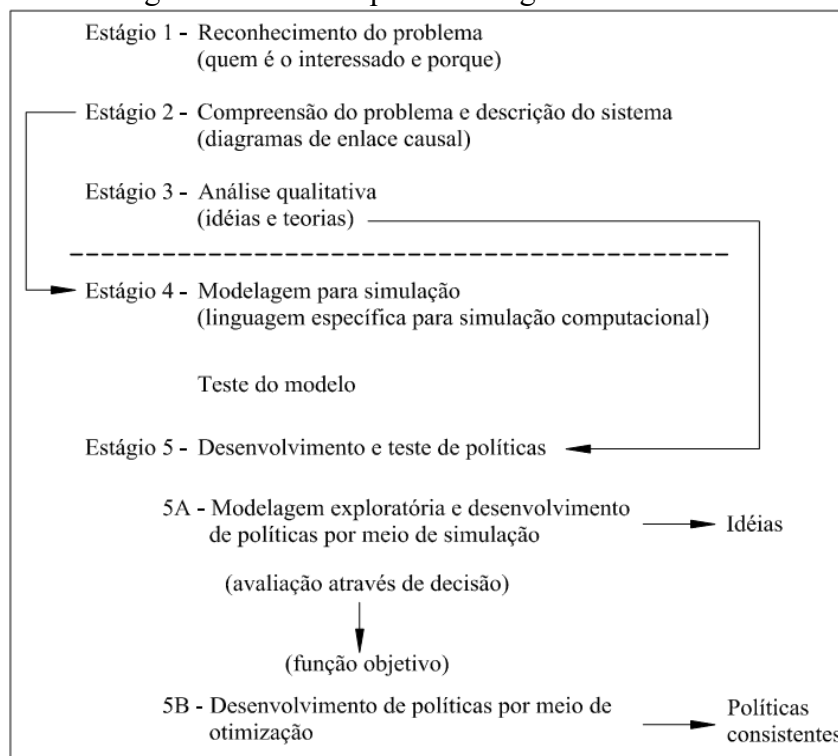 Estágio 1 - Reconhecimento do problema
(quem é o interessado e porque)
Estágio 2 - Compreensão do problema e descrição do sistema
(diagramas de enlace causal)
Estágio 3 - Análise qualitativa
(idéias e teorias)
Estágio 4 - Modelagem para simulação
(linguagem específica para simulação computacional)
Teste do modelo
Estágio 5 - Desenvolvimento e teste de políticas
5A - Modelagem exploratória e desenvolvimento
de políticas por meio de simulação
Idéias
(avaliação através de decisão)
(função objetivo)
5B - Desenvolvimento de políticas por meio de
otimização
Políticas
consistentes